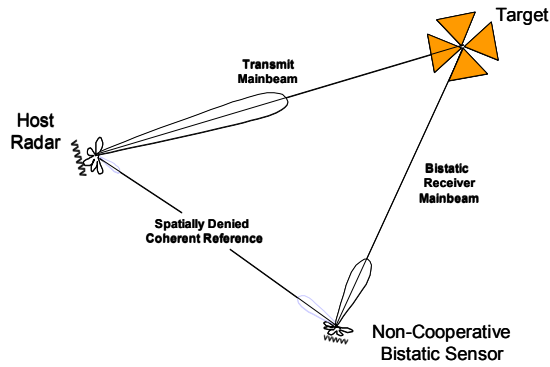 Target
Transmit
Mainbeam
Host
Radar
Bistatic
Receiver
Mainbeam
Spatially Denied
Coherent Reference
Non-Cooperative
Bistatic Sensor